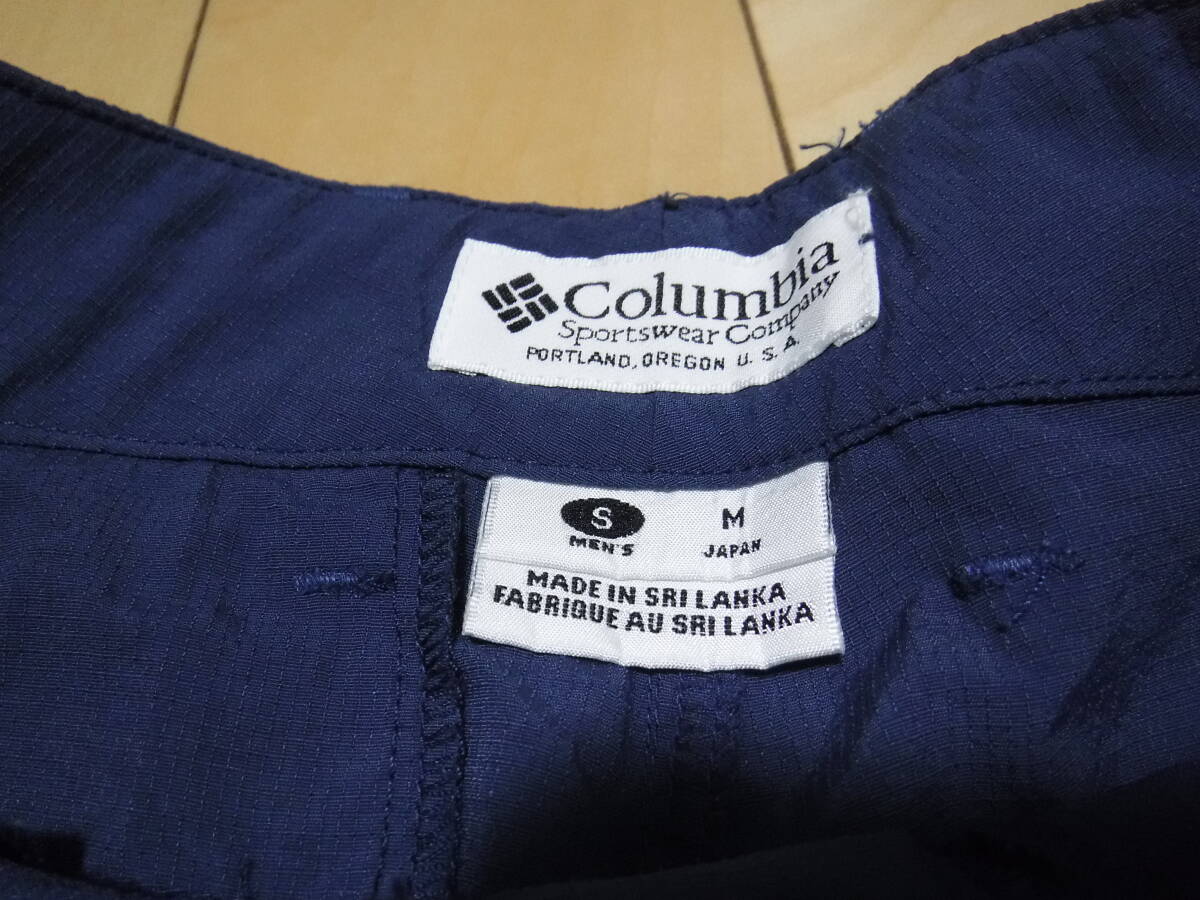 Columbia
Sportswear Company
PORTLAND, OREGON U. S. A.
S M
MEN'S JAPAN
MADE IN SRI LANKA
FABRIQUE AU SRI LANKA